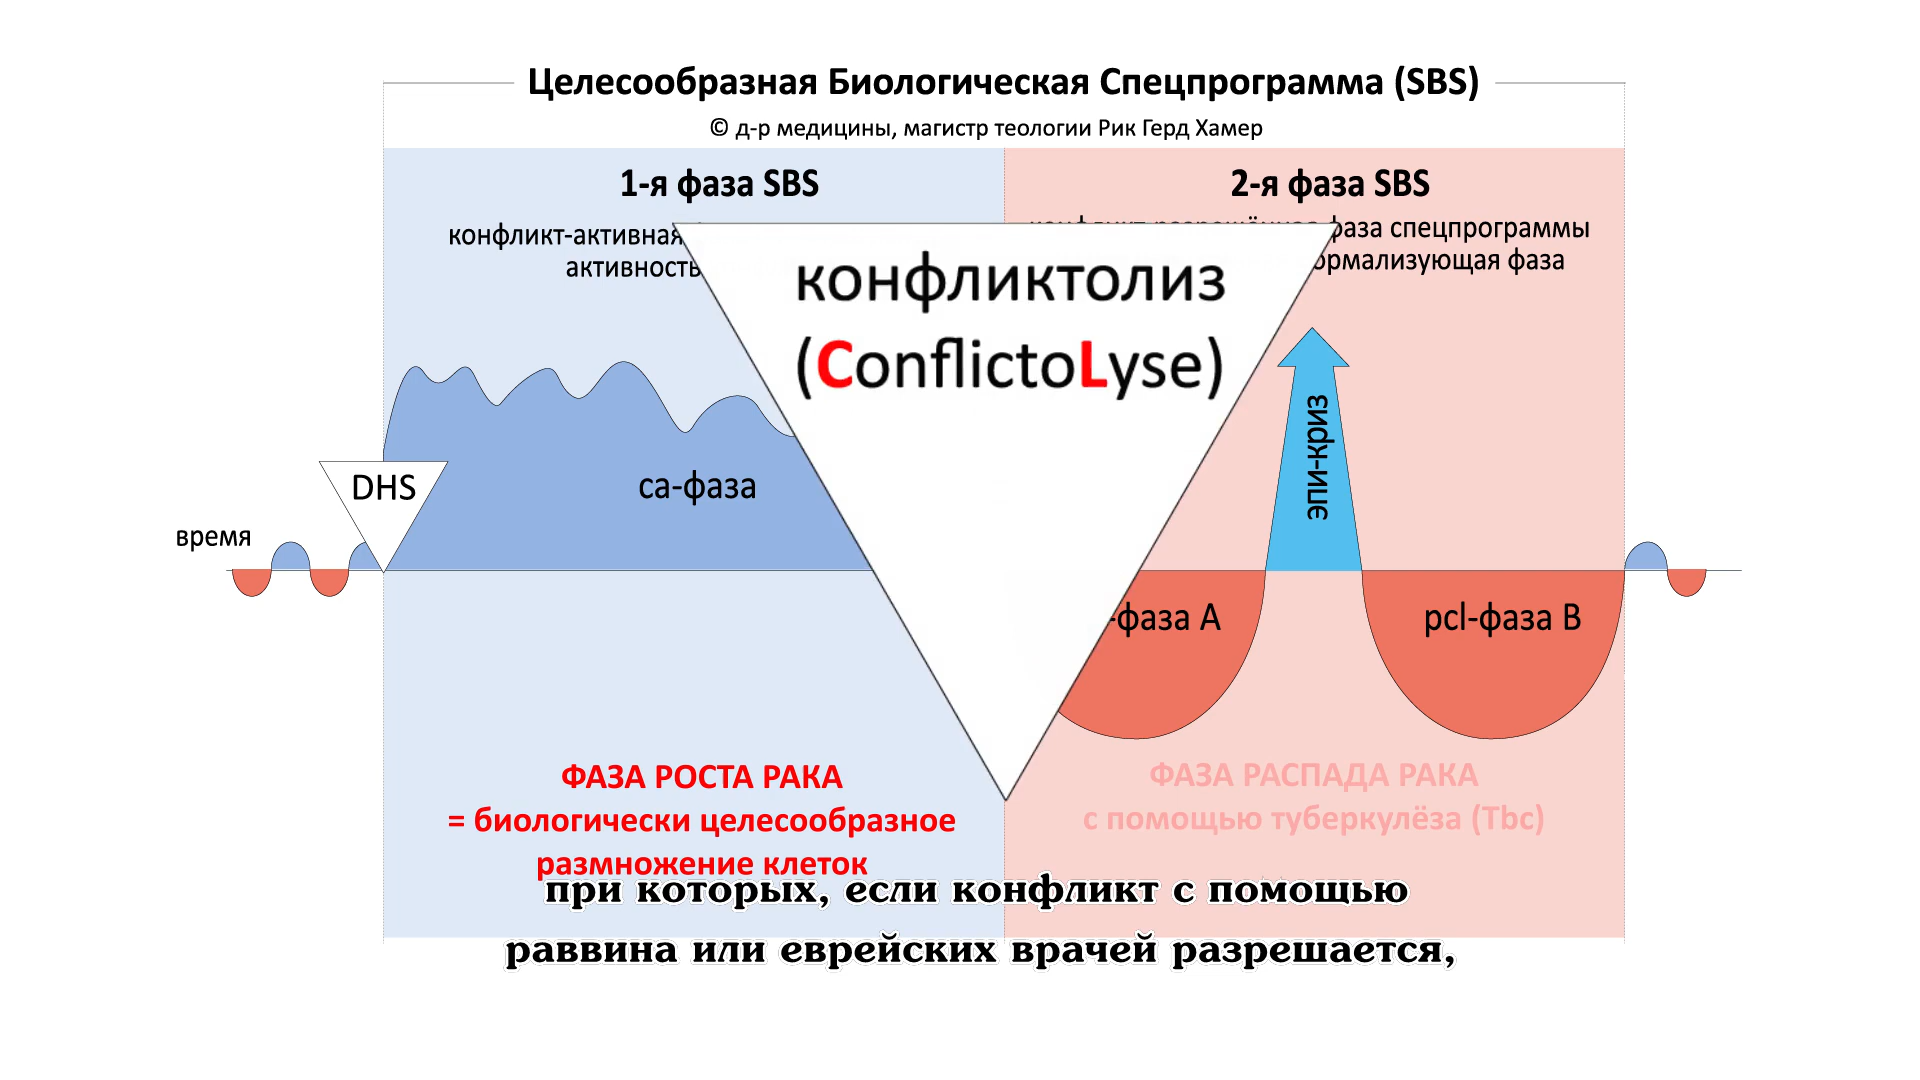 Целесообразная Биологическая Спецпрограмма (SBS)
© д-р медицины, магистр теологии Рик Герд Хамер
1-я фаза SBS
конфликт-активная
активность
2-я фаза SBS
фаза спецпрограммы
ормализующая фаза
конфликтолиз
(ConflictoLyse)
эпи-криз
DHS
са-фаза
время
-фаза A
pcl-фаза B
ФАЗА РОСТА РАКА
= биологически целесообразное
размножение клеток
ФАЗА РАСПАДА РАКА
с помощью туберкулёза (Tbc)
при которых, если конфликт с помощью
раввина или еврейских врачей разрешается,